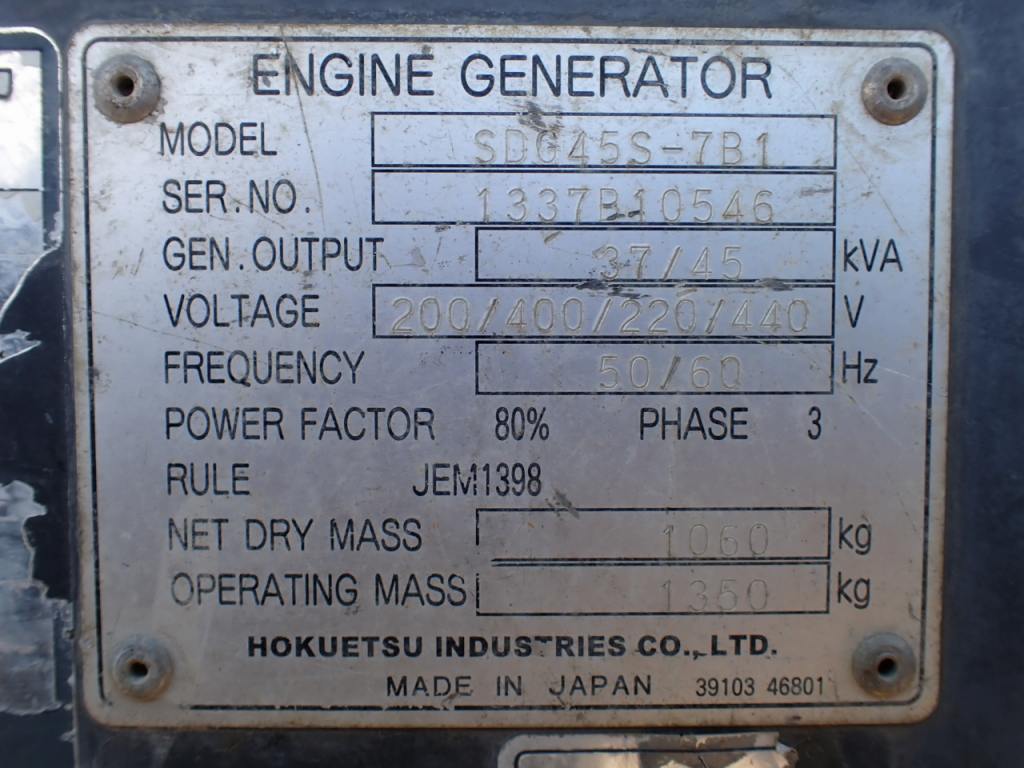 ENGINE GENERATOR
MODEL SDG45S-7B1
SER.NO. 1337B10546
GEN.OUTPUT 37/45 kVA
VOLTAGE 200/400/220/440 V
FREQUENCY 50/60 Hz
POWER FACTOR 80% PHASE 3
RULE JEM1398
NET DRY MASS 1060 kg
OPERATING MASS 1350 kg
HOKUETSU INDUSTRIES CO.,LTD.
MADE IN JAPAN 39103 46801